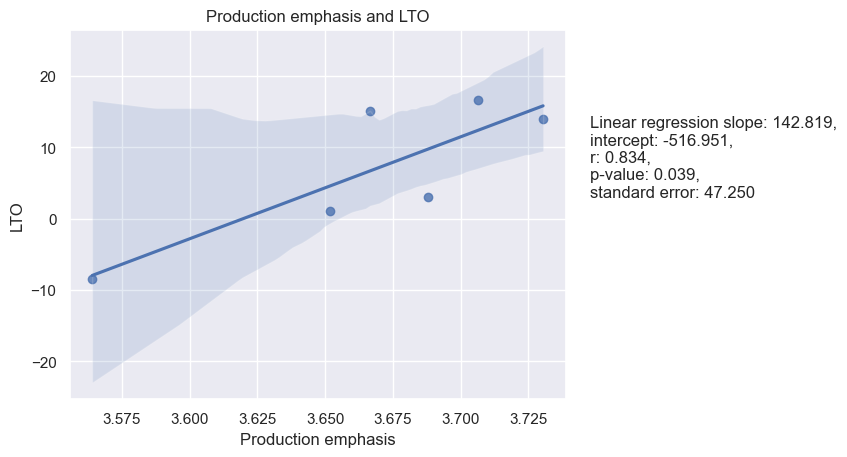 Production emphasis and LTO
LTO
20
10
0
−10
−20
3.575 3.600 3.625 3.650 3.675 3.700 3.725
Production emphasis
Linear regression slope: 142.819,
intercept: -516.951,
r: 0.834,
p-value: 0.039,
standard error: 47.250